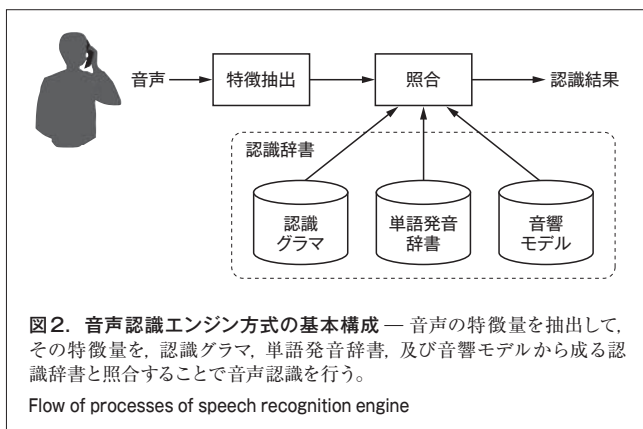 音声
特徴抽出
照合
認識結果
認識辞書
認識
グラマ
単語発音
辞書
音響
モデル
図2. 音声認識エンジン方式の基本構成 — 音声の特徴量を抽出して,
その特徴量を, 認識グラマ, 単語発音辞書, 及び音響モデルから成る認
識辞書と照合することで音声認識を行う。
Flow of processes of speech recognition engine